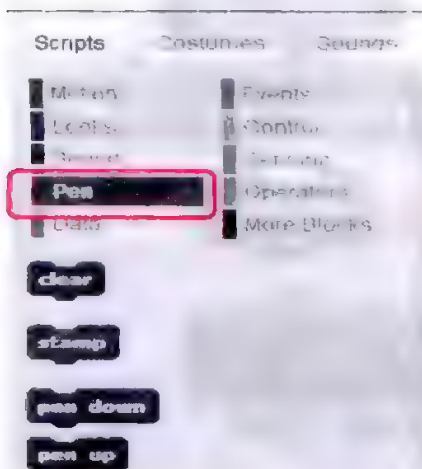 Scripts Costumes Sounds
Motion Events
Looks Control
Sound Sensing
Pen Operators
Data More Blocks
clear
stamp
pen down
pen up